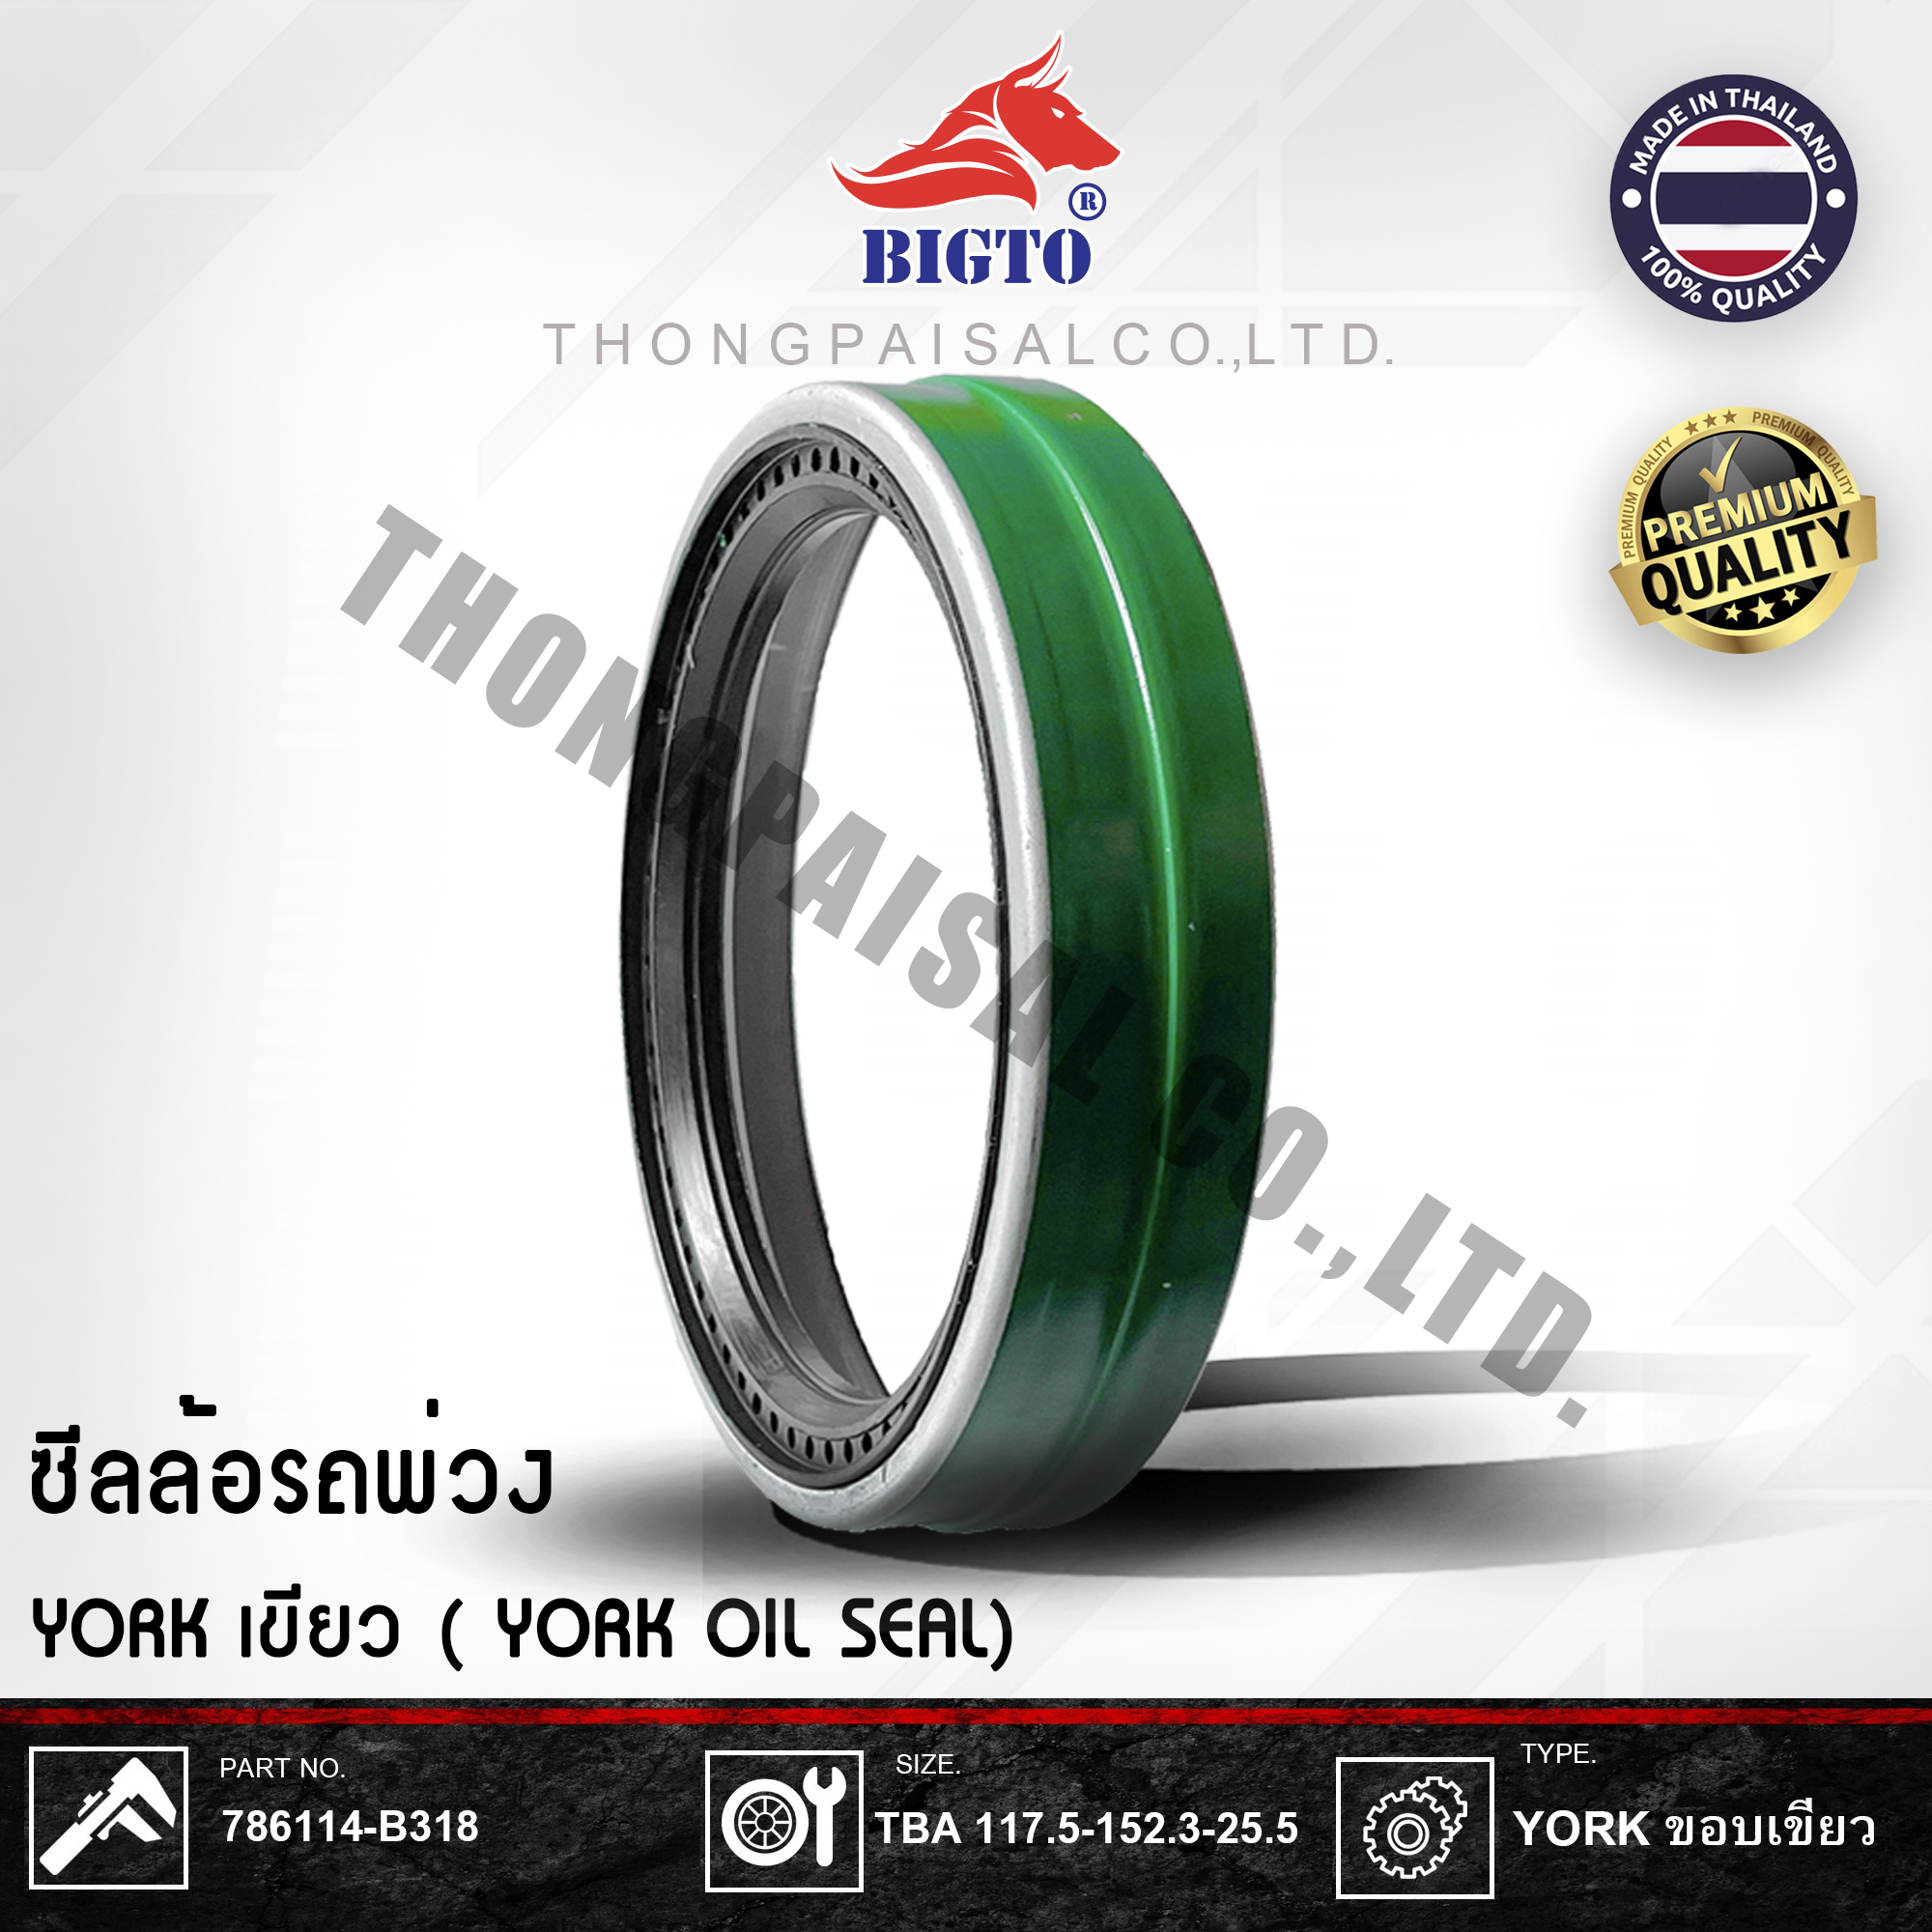 BIGTO
®
THONGPAISALCO.,LTD.
MADE IN THAILAND
100% QUALITY
PREMIUM QUALITY ★★★ PREMIUM QUALITY
PREMIUM
QUALITY
THONGPAISAL CO.,LTD.
ซีลล้อรถพ่วง
YORK เขียว ( YORK OIL SEAL)
PART NO.
786114-B318
SIZE.
TBA 117.5-152.3-25.5
TYPE.
YORK ขอบเขียว